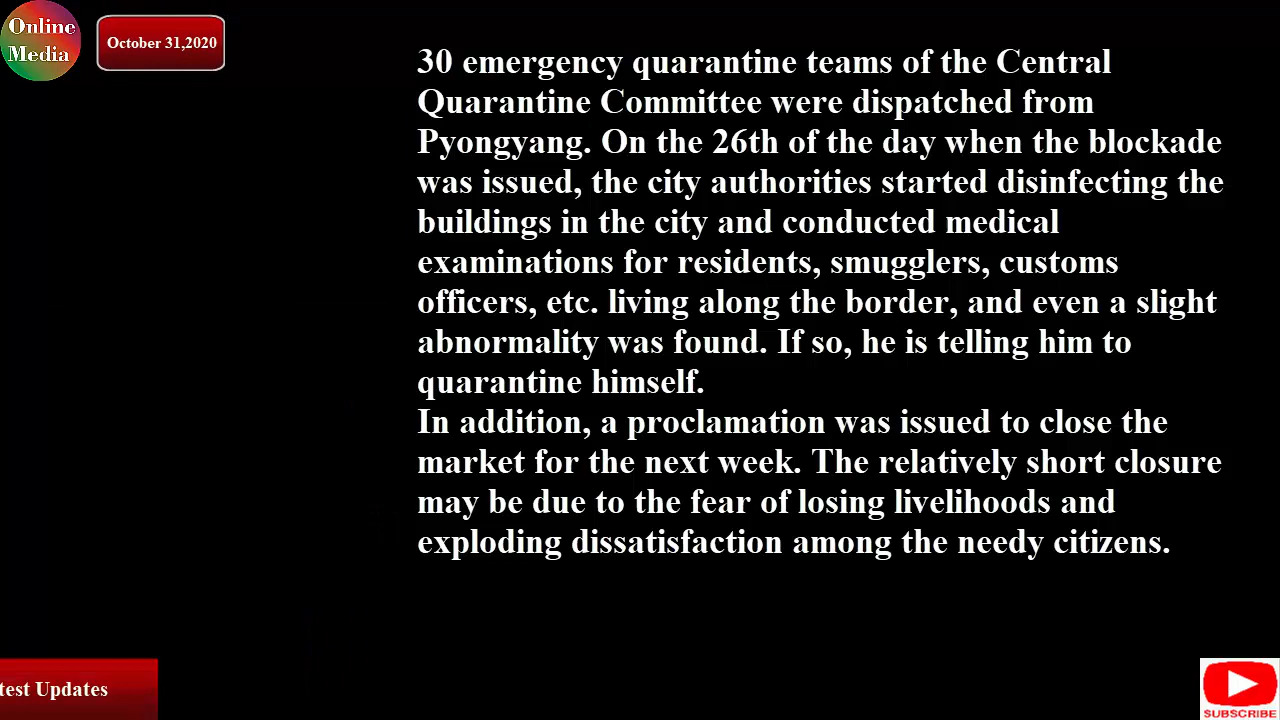 Online
Media
October 31,2020
30 emergency quarantine teams of the Central
Quarantine Committee were dispatched from
Pyongyang. On the 26th of the day when the blockade
was issued, the city authorities started disinfecting the
buildings in the city and conducted medical
examinations for residents, smugglers, customs
officers, etc. living along the border, and even a slight
abnormality was found. If so, he is telling him to
quarantine himself.
In addition, a proclamation was issued to close the
market for the next week. The relatively short closure
may be due to the fear of losing livelihoods and
exploding dissatisfaction among the needy citizens.
test Updates
SUBSCRIBE